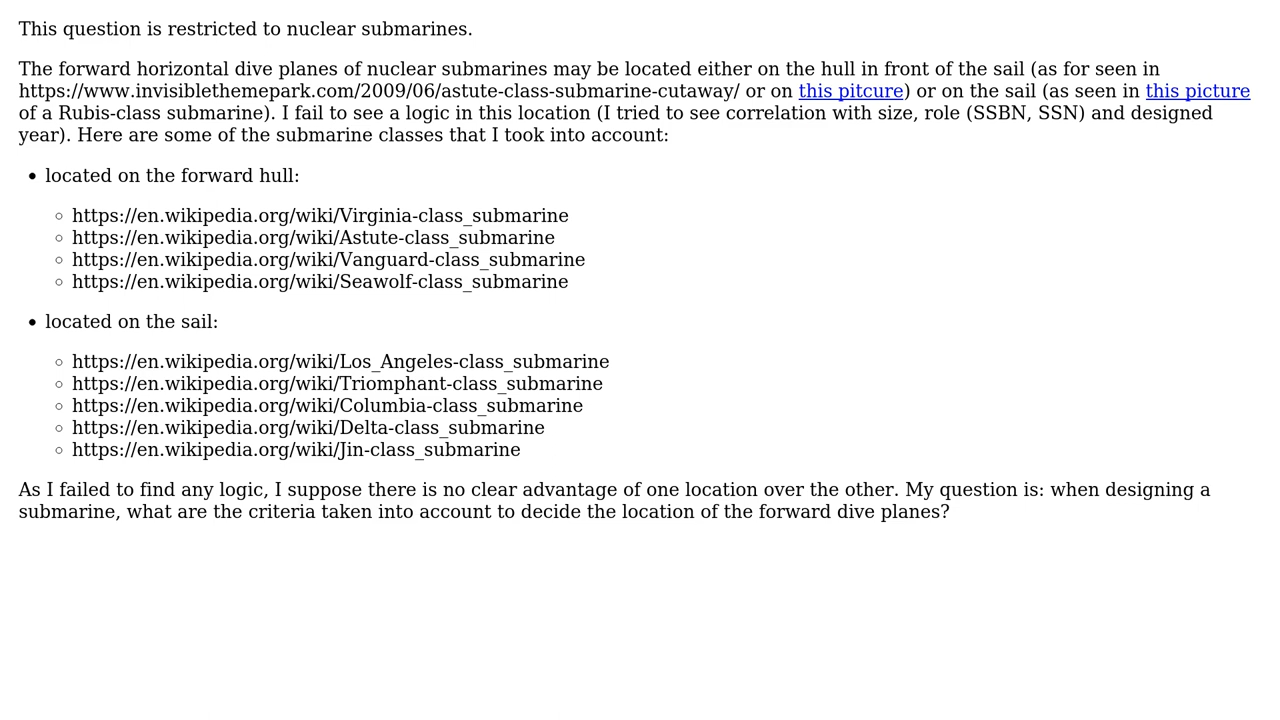 This question is restricted to nuclear submarines.
The forward horizontal dive planes of nuclear submarines may be located either on the hull in front of the sail (as for seen in
https://www.invisiblethemepark.com/2009/06/astute-class-submarine-cutaway/ or on this pitcure) or on the sail (as seen in this picture
of a Rubis-class submarine). I fail to see a logic in this location (I tried to see correlation with size, role (SSBN, SSN) and designed
year). Here are some of the submarine classes that I took into account:
• located on the forward hull:
◦ https://en.wikipedia.org/wiki/Virginia-class_submarine
◦ https://en.wikipedia.org/wiki/Astute-class_submarine
◦ https://en.wikipedia.org/wiki/Vanguard-class_submarine
◦ https://en.wikipedia.org/wiki/Seawolf-class_submarine
• located on the sail:
◦ https://en.wikipedia.org/wiki/Los_Angeles-class_submarine
◦ https://en.wikipedia.org/wiki/Triomphant-class_submarine
◦ https://en.wikipedia.org/wiki/Columbia-class_submarine
◦ https://en.wikipedia.org/wiki/Delta-class_submarine
◦ https://en.wikipedia.org/wiki/Jin-class_submarine
As I failed to find any logic, I suppose there is no clear advantage of one location over the other. My question is: when designing a
submarine, what are the criteria taken into account to decide the location of the forward dive planes?